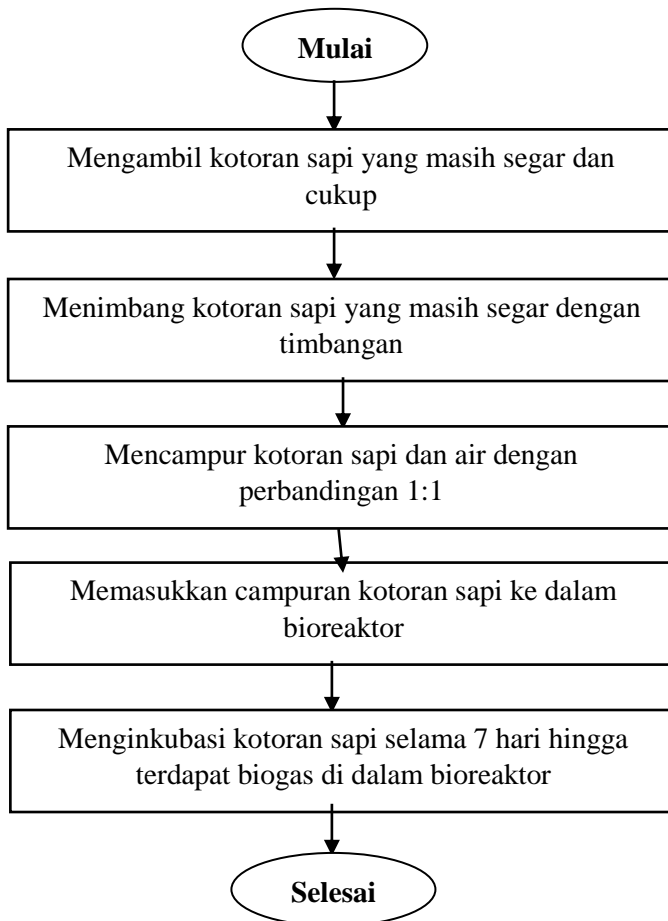 Mulai
Mengambil kotoran sapi yang masih segar dan
cukup
Menimbang kotoran sapi yang masih segar dengan
timbangan
Mencampur kotoran sapi dan air dengan
perbandingan 1:1
Memasukkan campuran kotoran sapi ke dalam
bioreaktor
Menginkubasi kotoran sapi selama 7 hari hingga
terdapat biogas di dalam bioreaktor
Selesai